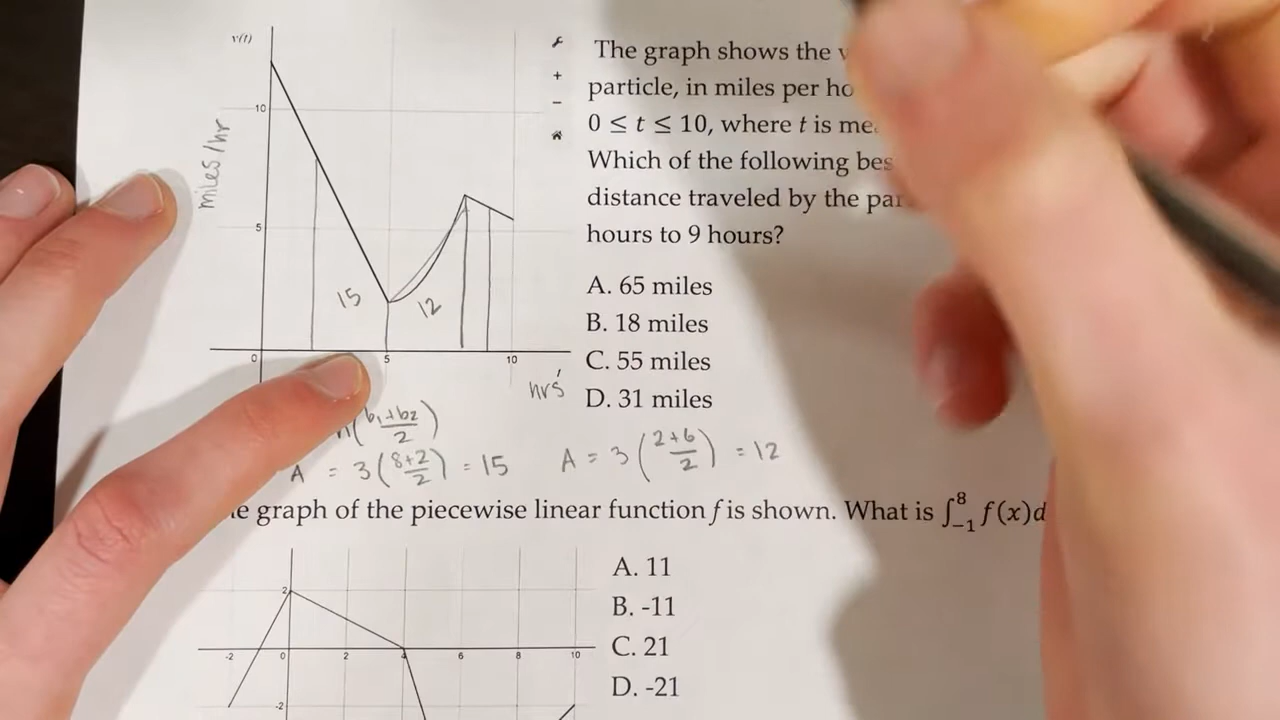 v(t)
10
miles/hr
5
0
5
10
15
12
hrs
+
−
The graph shows the
particle, in miles per
0 ≤ t ≤ 10, where t is
Which of the following
distance traveled by the
hours to 9 hours?
A. 65 miles
B. 18 miles
C. 55 miles
D. 31 miles
(b₁+b₂/2)
A = 3(8+2/2) = 15
A = 3(2+6/2) = 12
graph of the piecewise linear function f is shown. What is ∫₋₁⁸ f(x)d
2
-2
0
2
4
6
8
10
-2
A. 11
B. -11
C. 21
D. -21